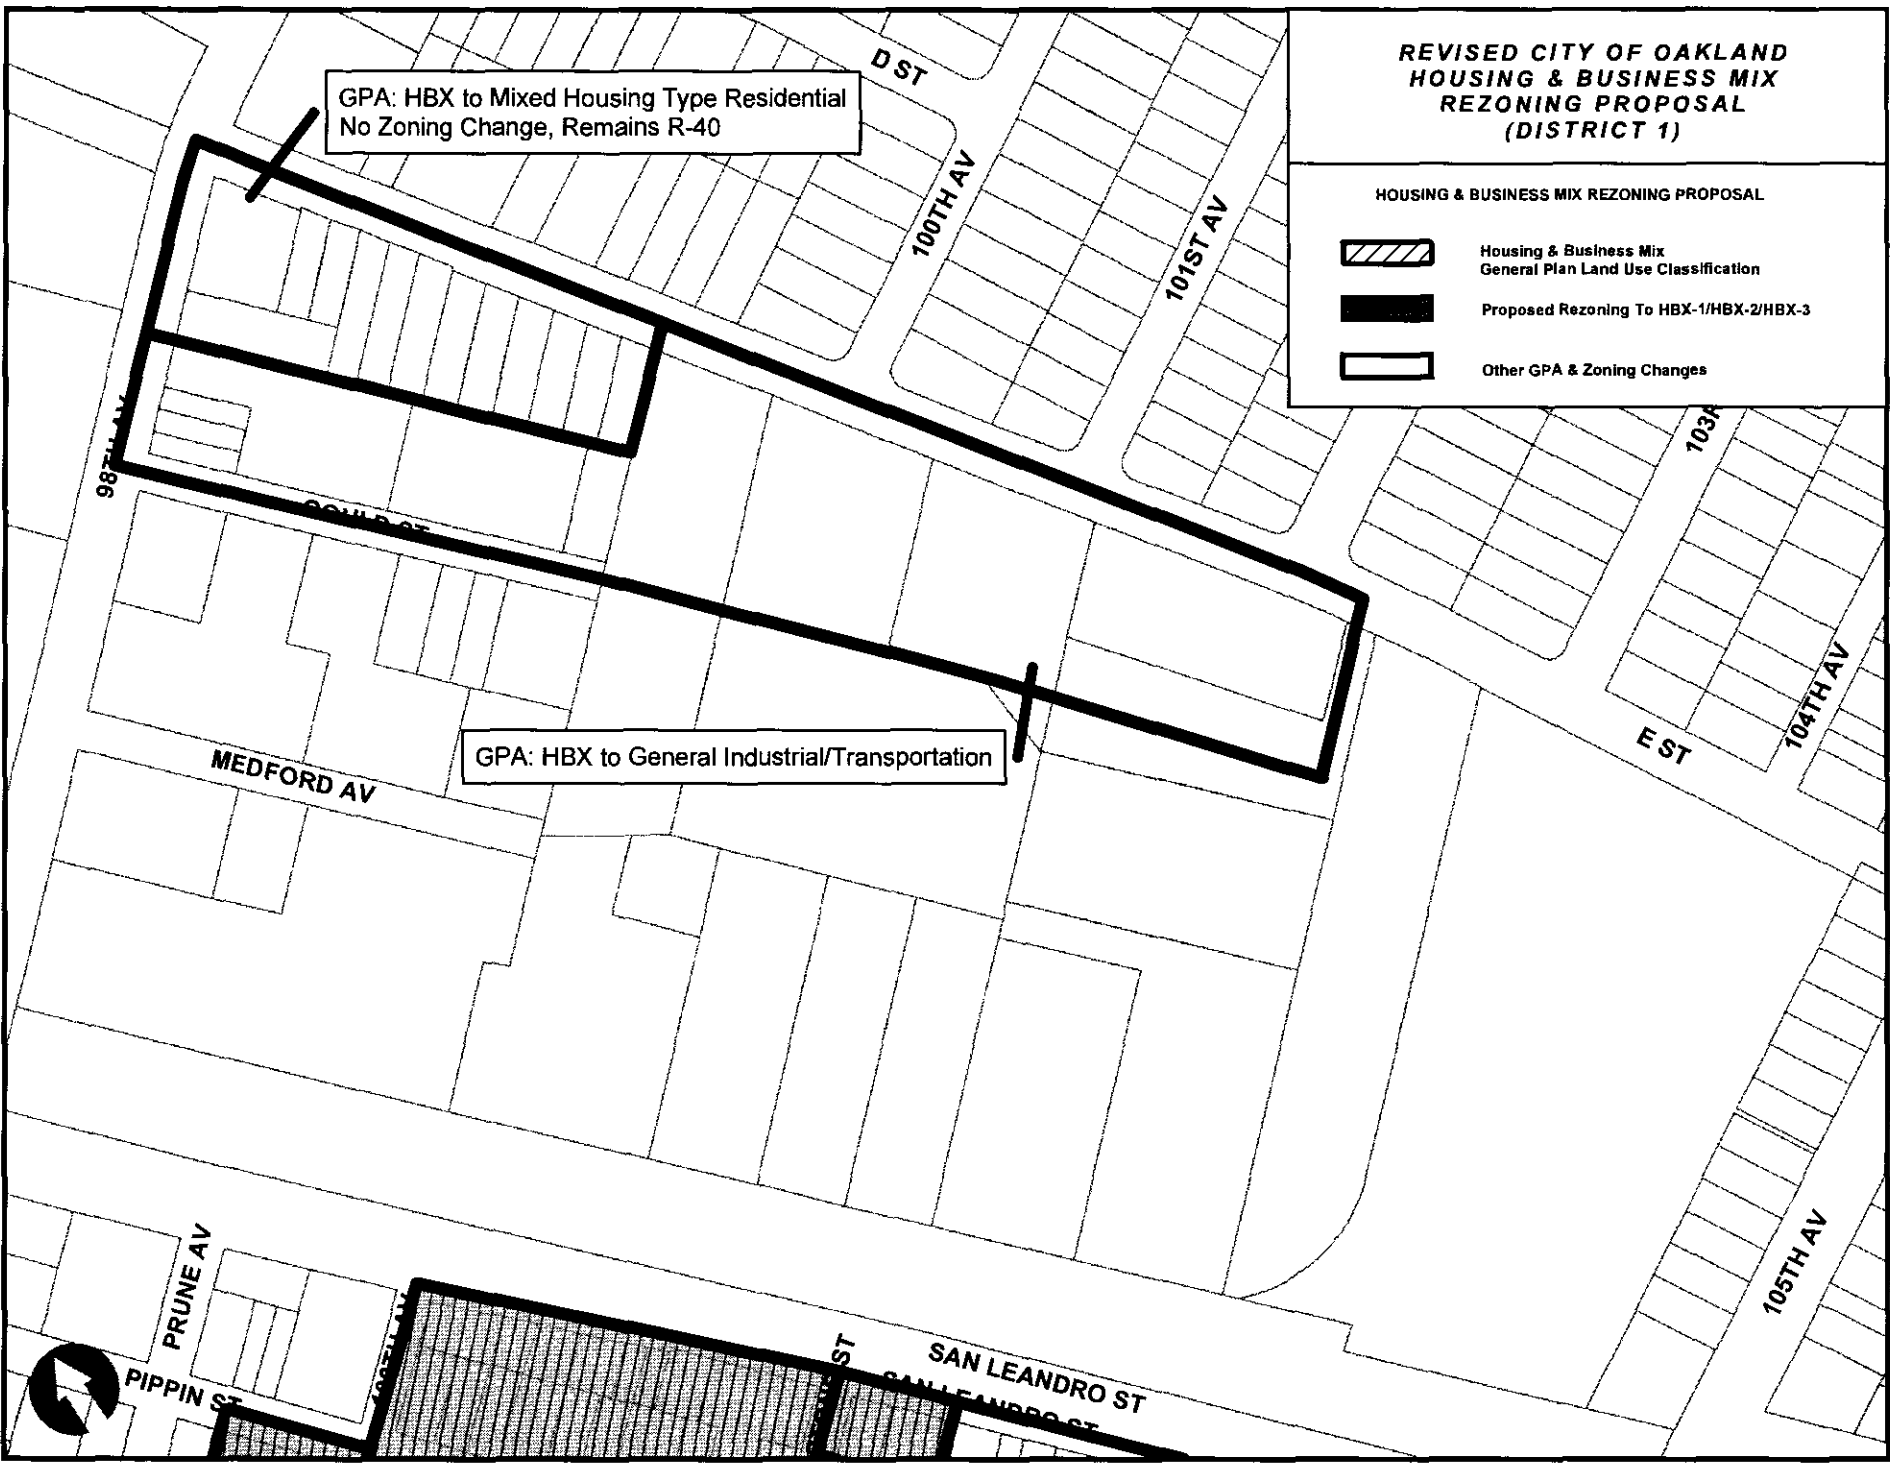 REVISED CITY OF OAKLAND
HOUSING & BUSINESS MIX
REZONING PROPOSAL
(DISTRICT 1)
HOUSING & BUSINESS MIX REZONING PROPOSAL
Housing & Business Mix
General Plan Land Use Classification
Proposed Rezoning To HBX-1/HBX-2/HBX-3
Other GPA & Zoning Changes
GPA: HBX to Mixed Housing Type Residential
No Zoning Change, Remains R-40
D ST
100TH AV
101ST AV
98TH AV
GPA: HBX to General Industrial/Transportation
MEDFORD AV
104TH AV
E ST
105TH AV
PRUNE AV
PIPPIN ST
SAN LEANDRO ST
SAN LEANDRO ST